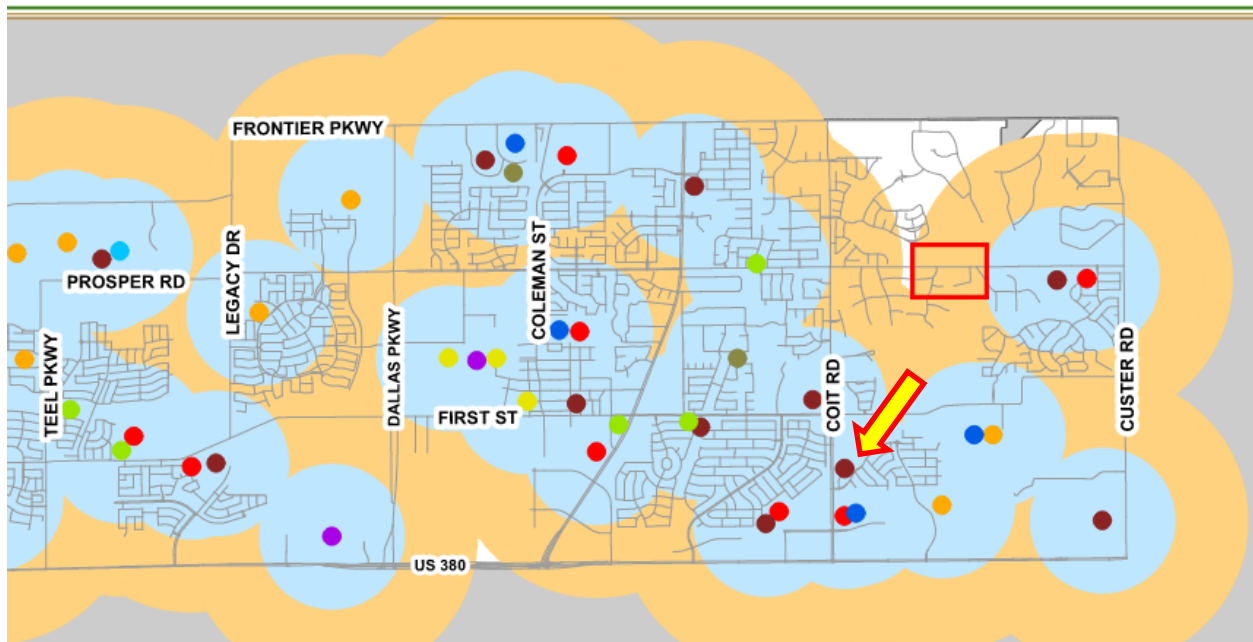 FRONTIER PKWY
LEGACY DR
COLEMAN ST
PROSPER RD
TEEL PKWY
DALLAS PKWY
FIRST ST
COIT RD
CUSTER RD
US 380